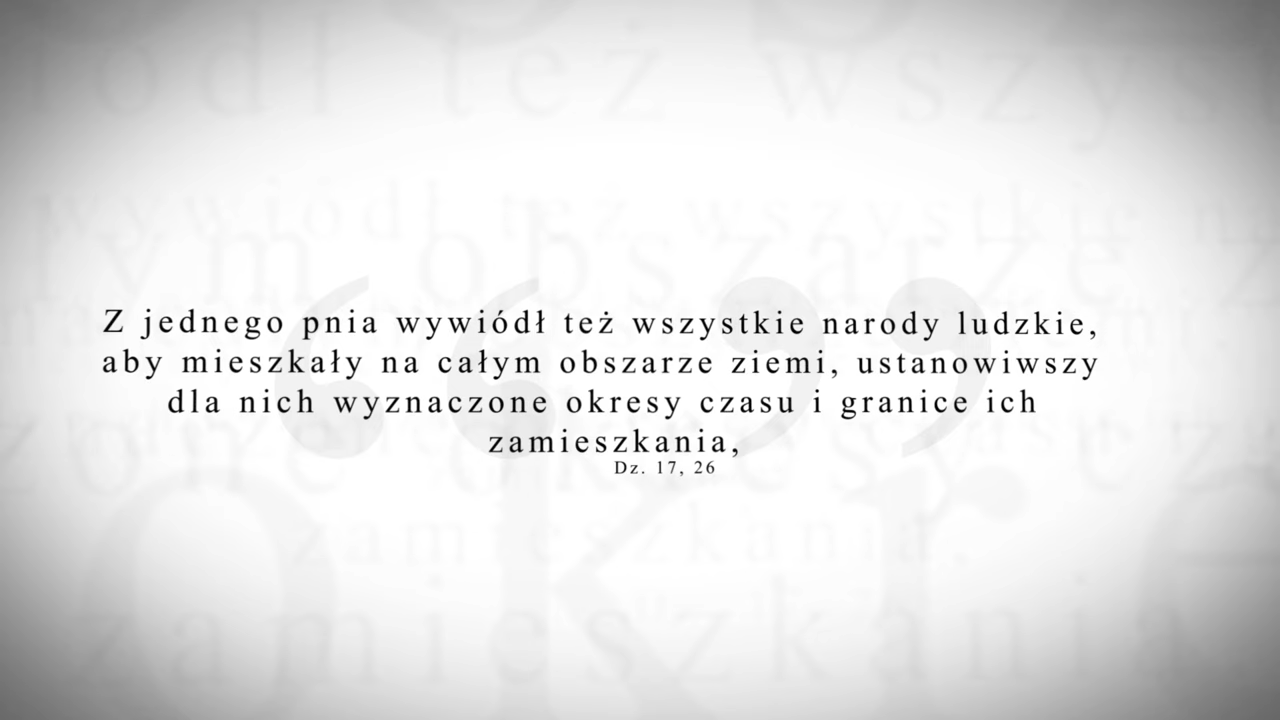 Z jednego pnia wywiódł też wszystkie narody ludzkie,
aby mieszkały na całym obszarze ziemi, ustanowiwszy
dla nich wyznaczone okresy czasu i granice ich
zamieszkania,
Dz. 17, 26